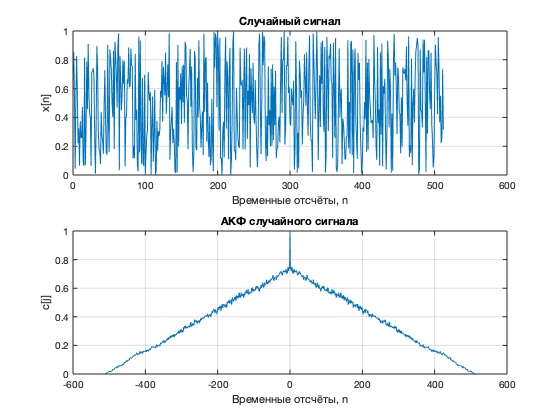 Случайный сигнал
1
0.8
0.6
0.4
0.2
0
x[n]
0 100 200 300 400 500 600
Временные отсчёты, n
АКФ случайного сигнала
1
0.8
0.6
0.4
0.2
0
c[j]
-600 -400 -200 0 200 400 600
Временные отсчёты, n